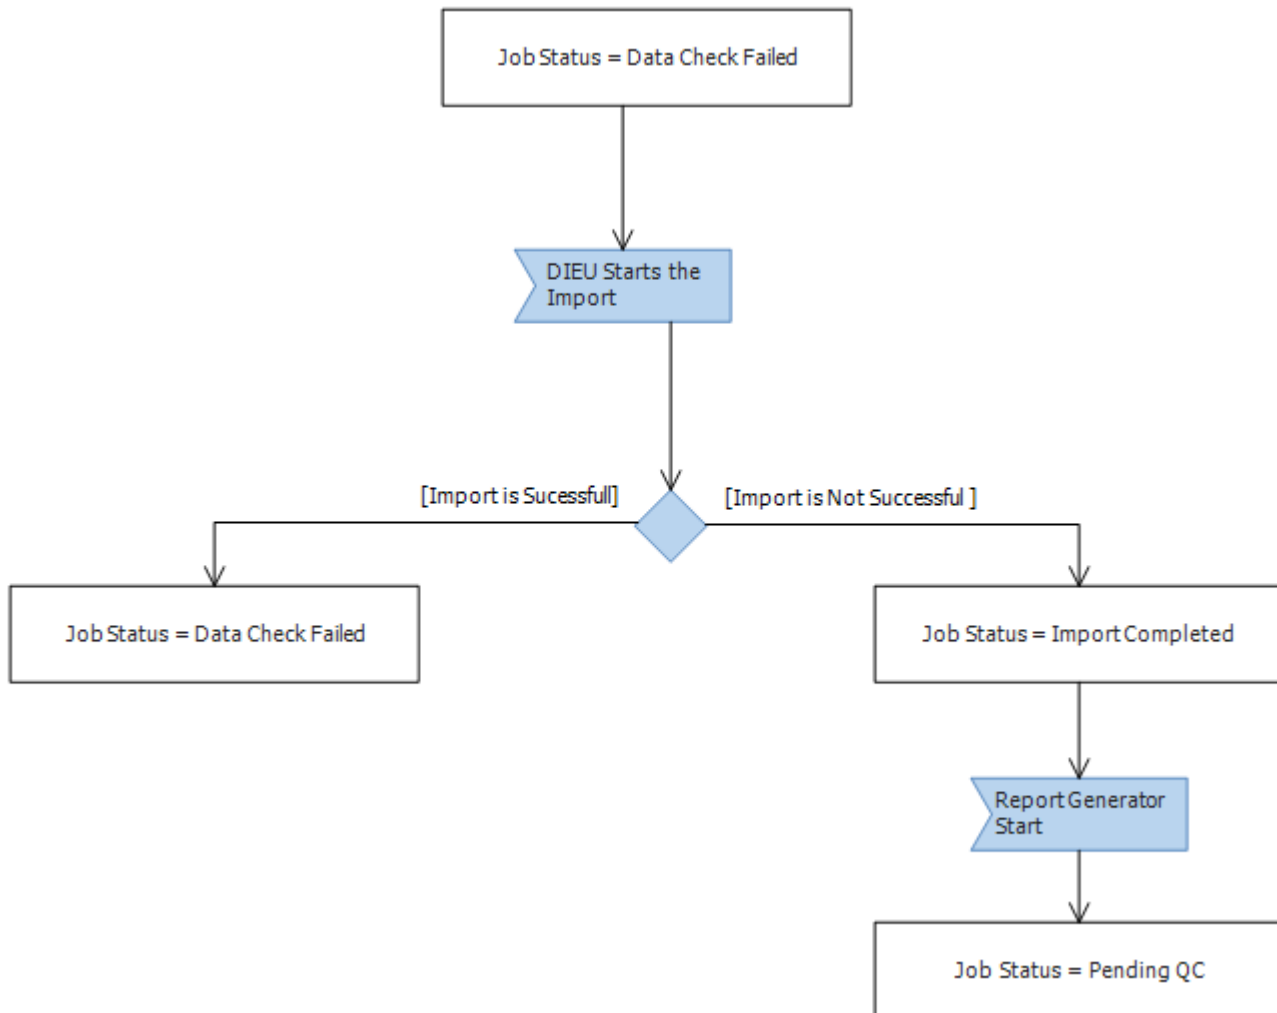 Job Status = Data Check Failed
DIEU Starts the
Import
[Import is Sucessfull]
[Import is Not Successful ]
Job Status = Data Check Failed
Job Status = Import Completed
Report Generator
Start
Job Status = Pending QC